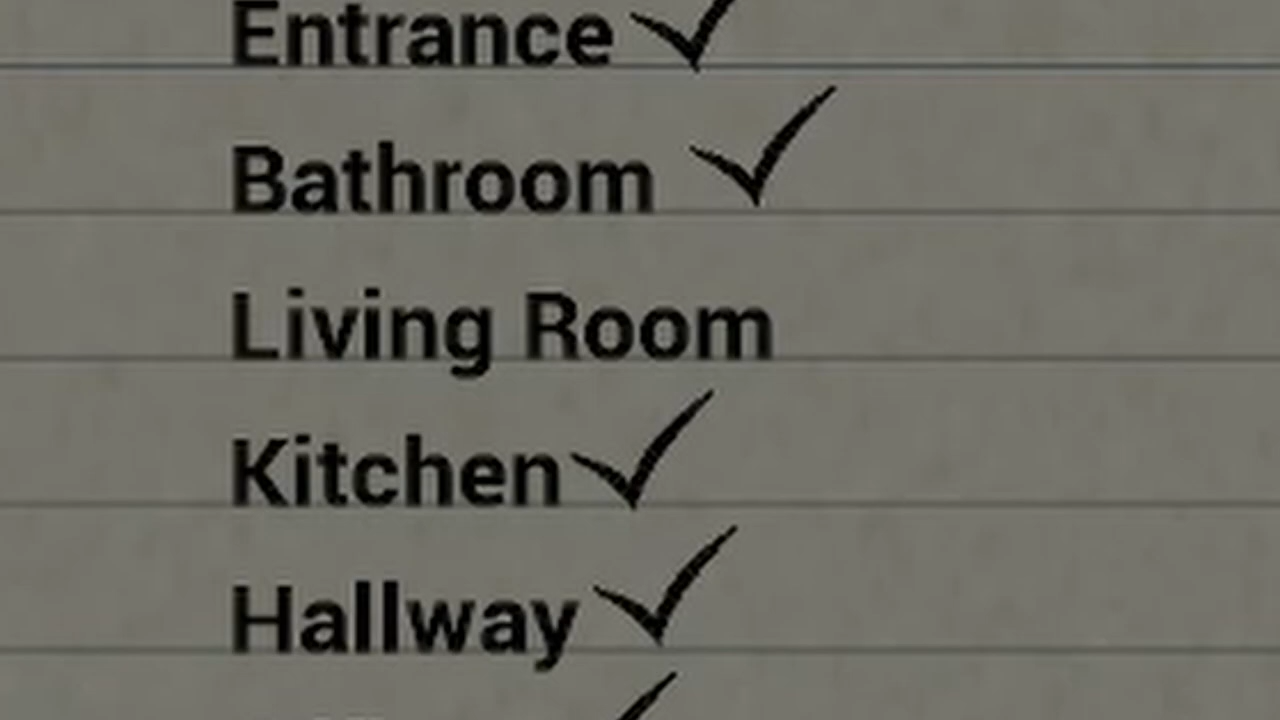 Entrance ✓
Bathroom ✓
Living Room
Kitchen ✓
Hallway ✓